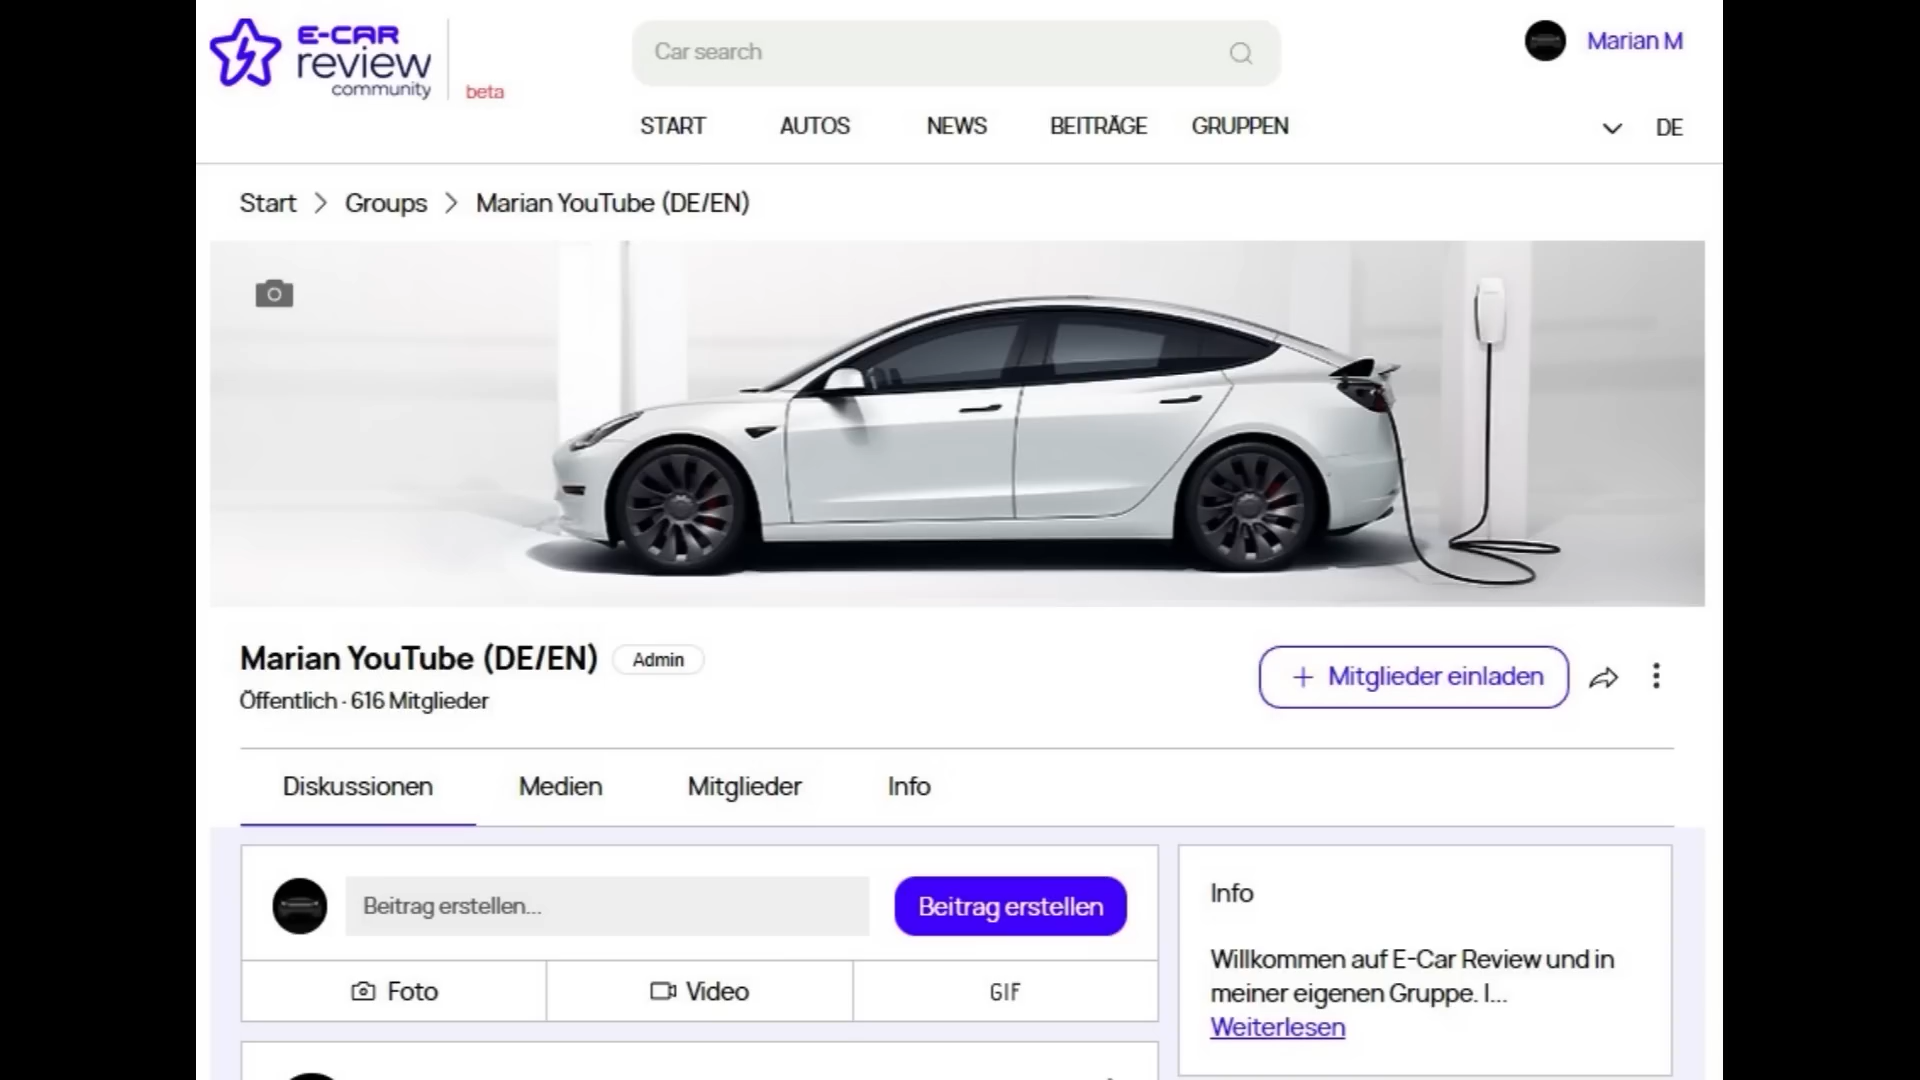 E-CAR
review
community
beta
Car search
Marian M
START AUTOS NEWS BEITRÄGE GRUPPEN
DE
Start > Groups > Marian YouTube (DE/EN)
Marian YouTube (DE/EN) Admin
Öffentlich · 616 Mitglieder
+ Mitglieder einladen
Diskussionen Medien Mitglieder Info
Beitrag erstellen...
Beitrag erstellen
Foto Video GIF
Info
Willkommen auf E-Car Review und in
meiner eigenen Gruppe. I...
Weiterlesen